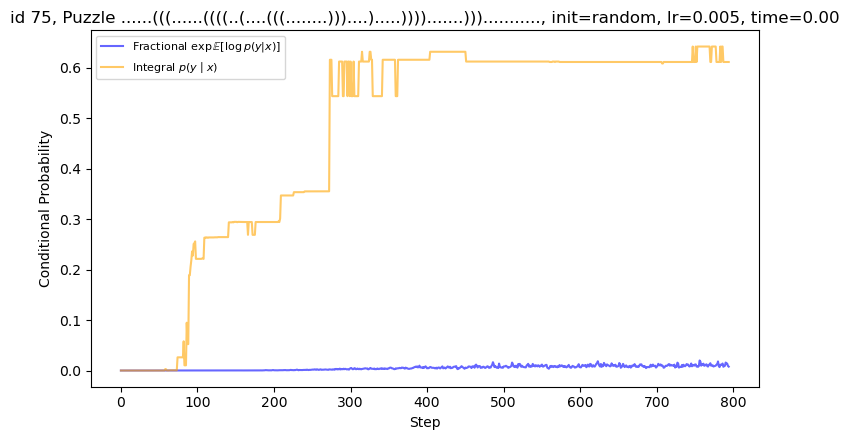 id 75, Puzzle ......(((......((((..(....(((........)))....).....)))).......)))..........., init=random, lr=0.005, time=0.00
Fractional exp𝔼[log p(y|x)]
Integral p(y | x)
Conditional Probability
0.6
0.5
0.4
0.3
0.2
0.1
0.0
0 100 200 300 400 500 600 700 800
Step